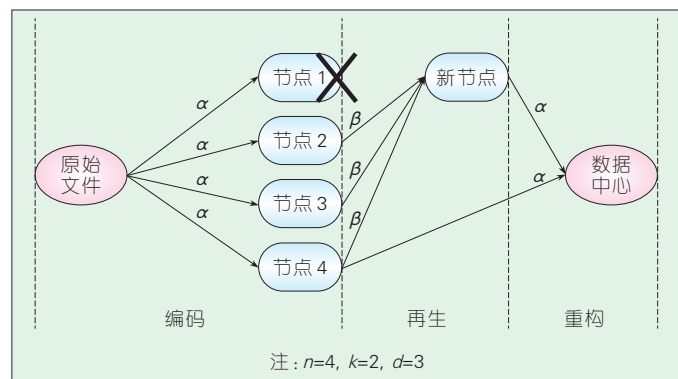 原始
文件
α
α
α
α
节点 1
节点 2
节点 3
节点 4
β
β
β
新节点
α
α
数据
中心
编码
再生
重构
注：n=4, k=2, d=3